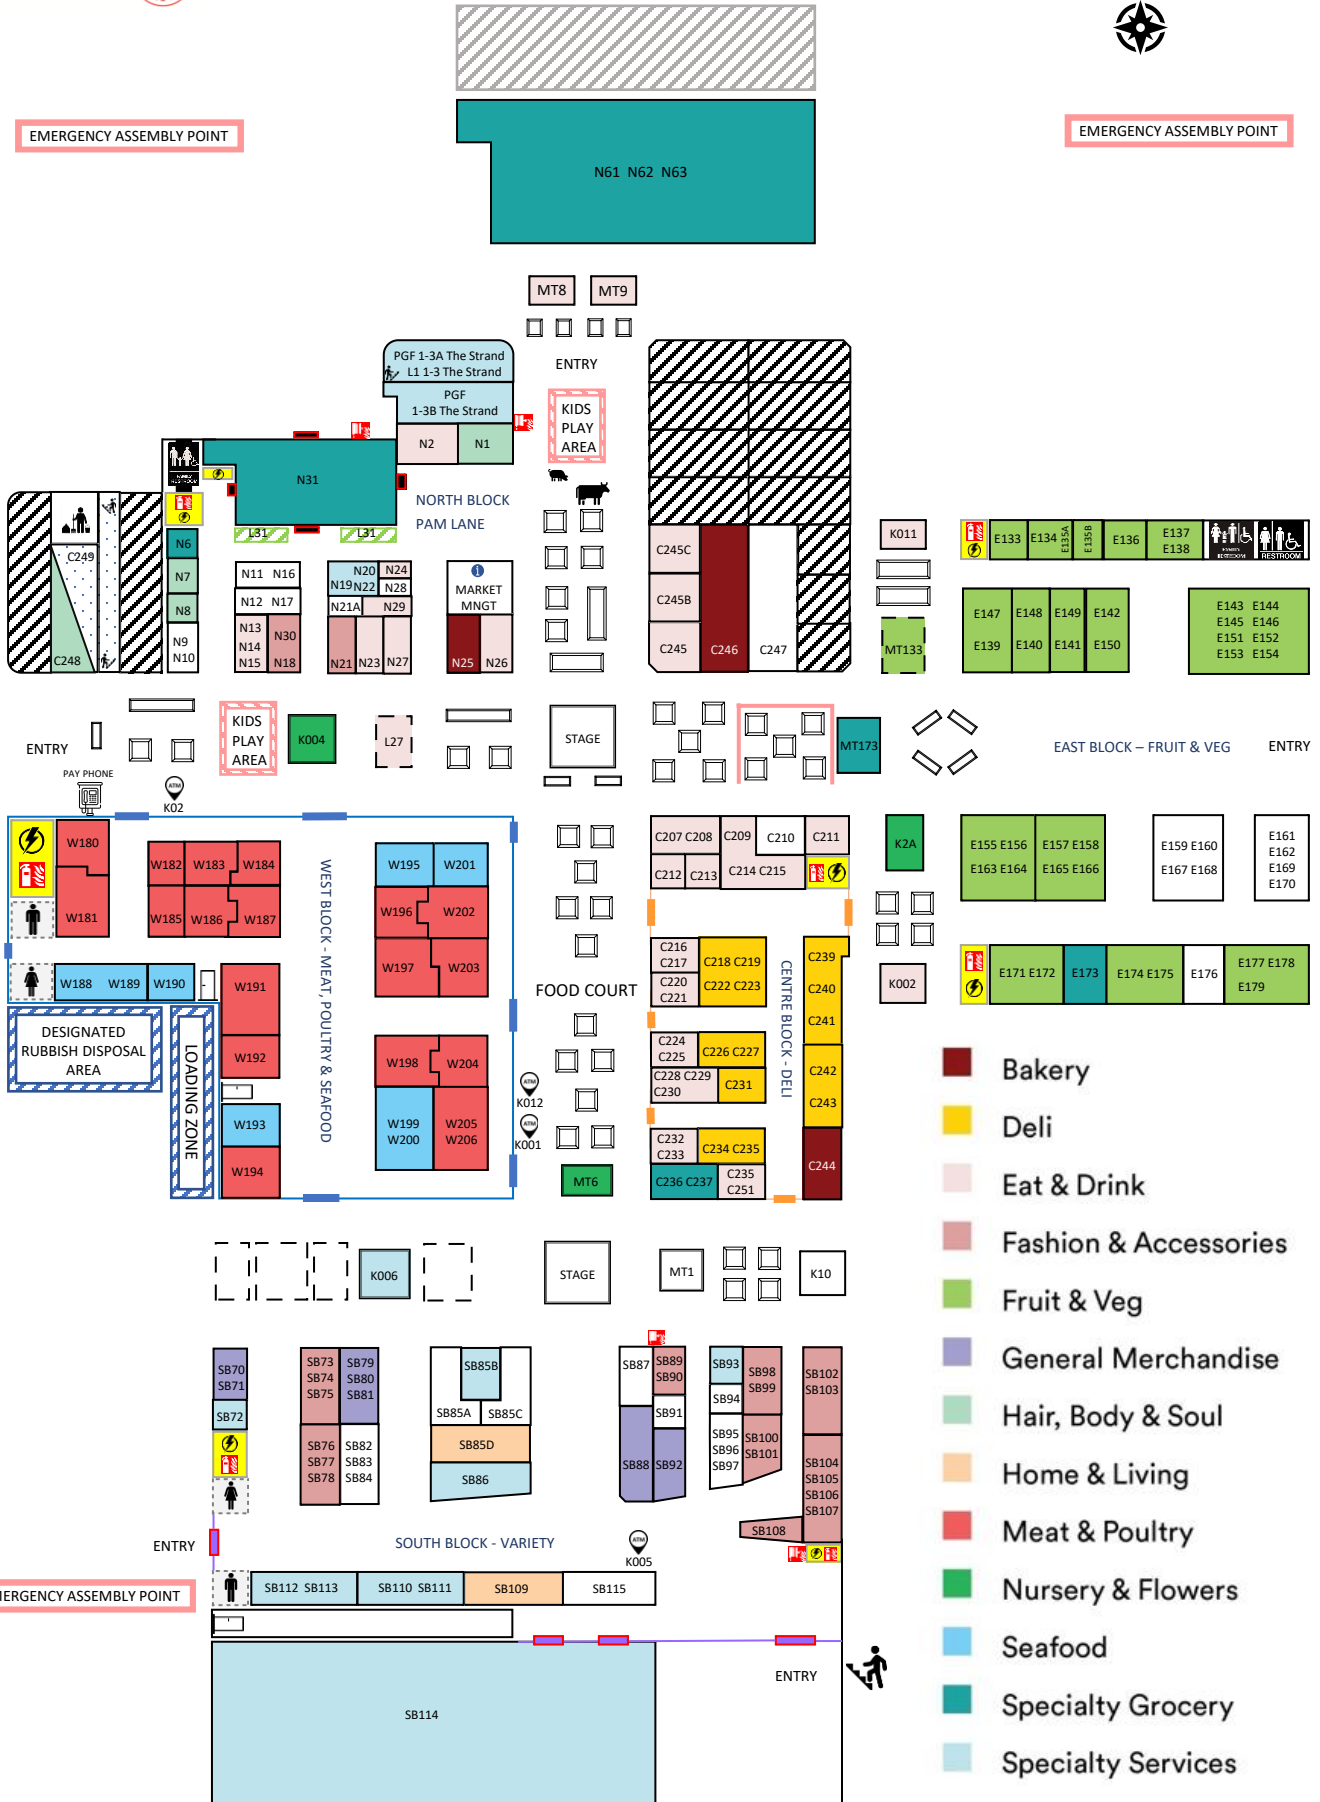 EMERGENCY ASSEMBLY POINT
EMERGENCY ASSEMBLY POINT
N61 N62 N63
MT8
MT9
ENTRY
PGF 1-3A The Strand
L1 1-3 The Strand
PGF
1-3B The Strand
N2
N1
KIDS
PLAY
AREA
N31
NORTH BLOCK
PAM LANE
L31
L31
N6
N7
N8
N9
N10
C249
C248
N11 N16
N12 N17
N13
N14
N15
N30
N18
N20
N19 N22
N24
N28
N21A
N29
N21
N23
N27
MARKET
MNGT
N25
N26
C245C
C245B
C245
C246
C247
K011
MT133
E133
E134
E135A
E135B
E136
E137
E138
RESTROOM
E147
E139
E148
E140
E149
E141
E142
E150
E143 E144
E145 E146
E151 E152
E153 E154
ENTRY
KIDS
PLAY
AREA
K004
L27
STAGE
MT173
EAST BLOCK – FRUIT & VEG
ENTRY
PAY PHONE
ATM
K02
W180
W181
W182
W183
W184
W185
W186
W187
W188
W189
W190
W191
W192
W193
W194
WEST BLOCK - MEAT, POULTRY & SEAFOOD
W195
W201
W196
W202
W197
W203
W198
W204
W199
W200
W205
W206
DESIGNATED
RUBBISH DISPOSAL
AREA
LOADING ZONE
FOOD COURT
ATM
K012
ATM
K001
MT6
C207 C208
C209
C210
C211
C212
C213
C214 C215
C216
C217
C218 C219
C220
C221
C222 C223
C224
C225
C226 C227
C228 C229
C230
C231
C232
C233
C234 C235
C236 C237
C235
C251
CENTRE BLOCK - DELI
C239
C240
C241
C242
C243
C244
K2A
K002
E155 E156
E163 E164
E157 E158
E165 E166
E159 E160
E167 E168
E161
E162
E169
E170
E171 E172
E173
E174 E175
E176
E177 E178
E179
K006
STAGE
MT1
K10
SB70
SB71
SB72
SB73
SB74
SB75
SB79
SB80
SB81
SB76
SB77
SB78
SB82
SB83
SB84
SB85B
SB85A
SB85C
SB85D
SB86
SB87
SB89
SB90
SB91
SB88
SB92
SB93
SB94
SB95
SB96
SB97
SB98
SB99
SB100
SB101
SB102
SB103
SB104
SB105
SB106
SB107
SB108
ENTRY
SOUTH BLOCK - VARIETY
ATM
K005
MERGENCY ASSEMBLY POINT
SB112 SB113
SB110 SB111
SB109
SB115
ENTRY
SB114
Bakery
Deli
Eat & Drink
Fashion & Accessories
Fruit & Veg
General Merchandise
Hair, Body & Soul
Home & Living
Meat & Poultry
Nursery & Flowers
Seafood
Specialty Grocery
Specialty Services